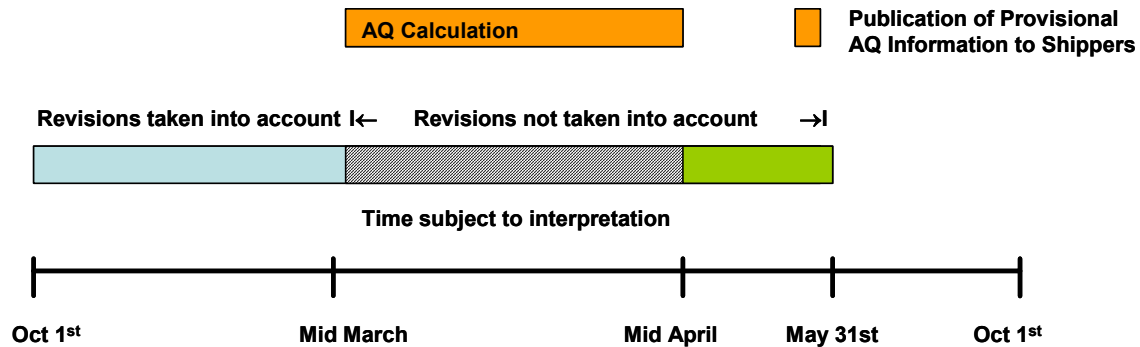 AQ Calculation
Publication of Provisional
AQ Information to Shippers
Revisions taken into account I← Revisions not taken into account →I
Time subject to interpretation
Oct 1st Mid March Mid April May 31st Oct 1st